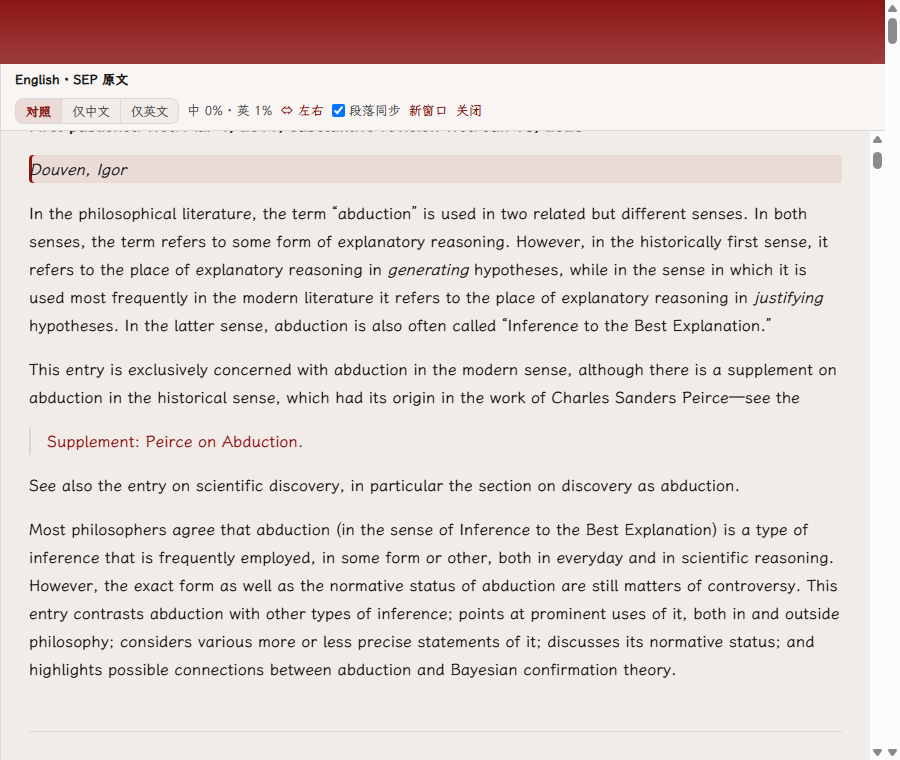 English · SEP 原文
对照 仅中文 仅英文 中 0% · 英 1% ⇔ 左右 段落同步 新窗口 关闭
Douven, Igor
In the philosophical literature, the term “abduction” is used in two related but different senses. In both
senses, the term refers to some form of explanatory reasoning. However, in the historically first sense, it
refers to the place of explanatory reasoning in generating hypotheses, while in the sense in which it is
used most frequently in the modern literature it refers to the place of explanatory reasoning in justifying
hypotheses. In the latter sense, abduction is also often called “Inference to the Best Explanation.”
This entry is exclusively concerned with abduction in the modern sense, although there is a supplement on
abduction in the historical sense, which had its origin in the work of Charles Sanders Peirce—see the
Supplement: Peirce on Abduction.
See also the entry on scientific discovery, in particular the section on discovery as abduction.
Most philosophers agree that abduction (in the sense of Inference to the Best Explanation) is a type of
inference that is frequently employed, in some form or other, both in everyday and in scientific reasoning.
However, the exact form as well as the normative status of abduction are still matters of controversy. This
entry contrasts abduction with other types of inference; points at prominent uses of it, both in and outside
philosophy; considers various more or less precise statements of it; discusses its normative status; and
highlights possible connections between abduction and Bayesian confirmation theory.